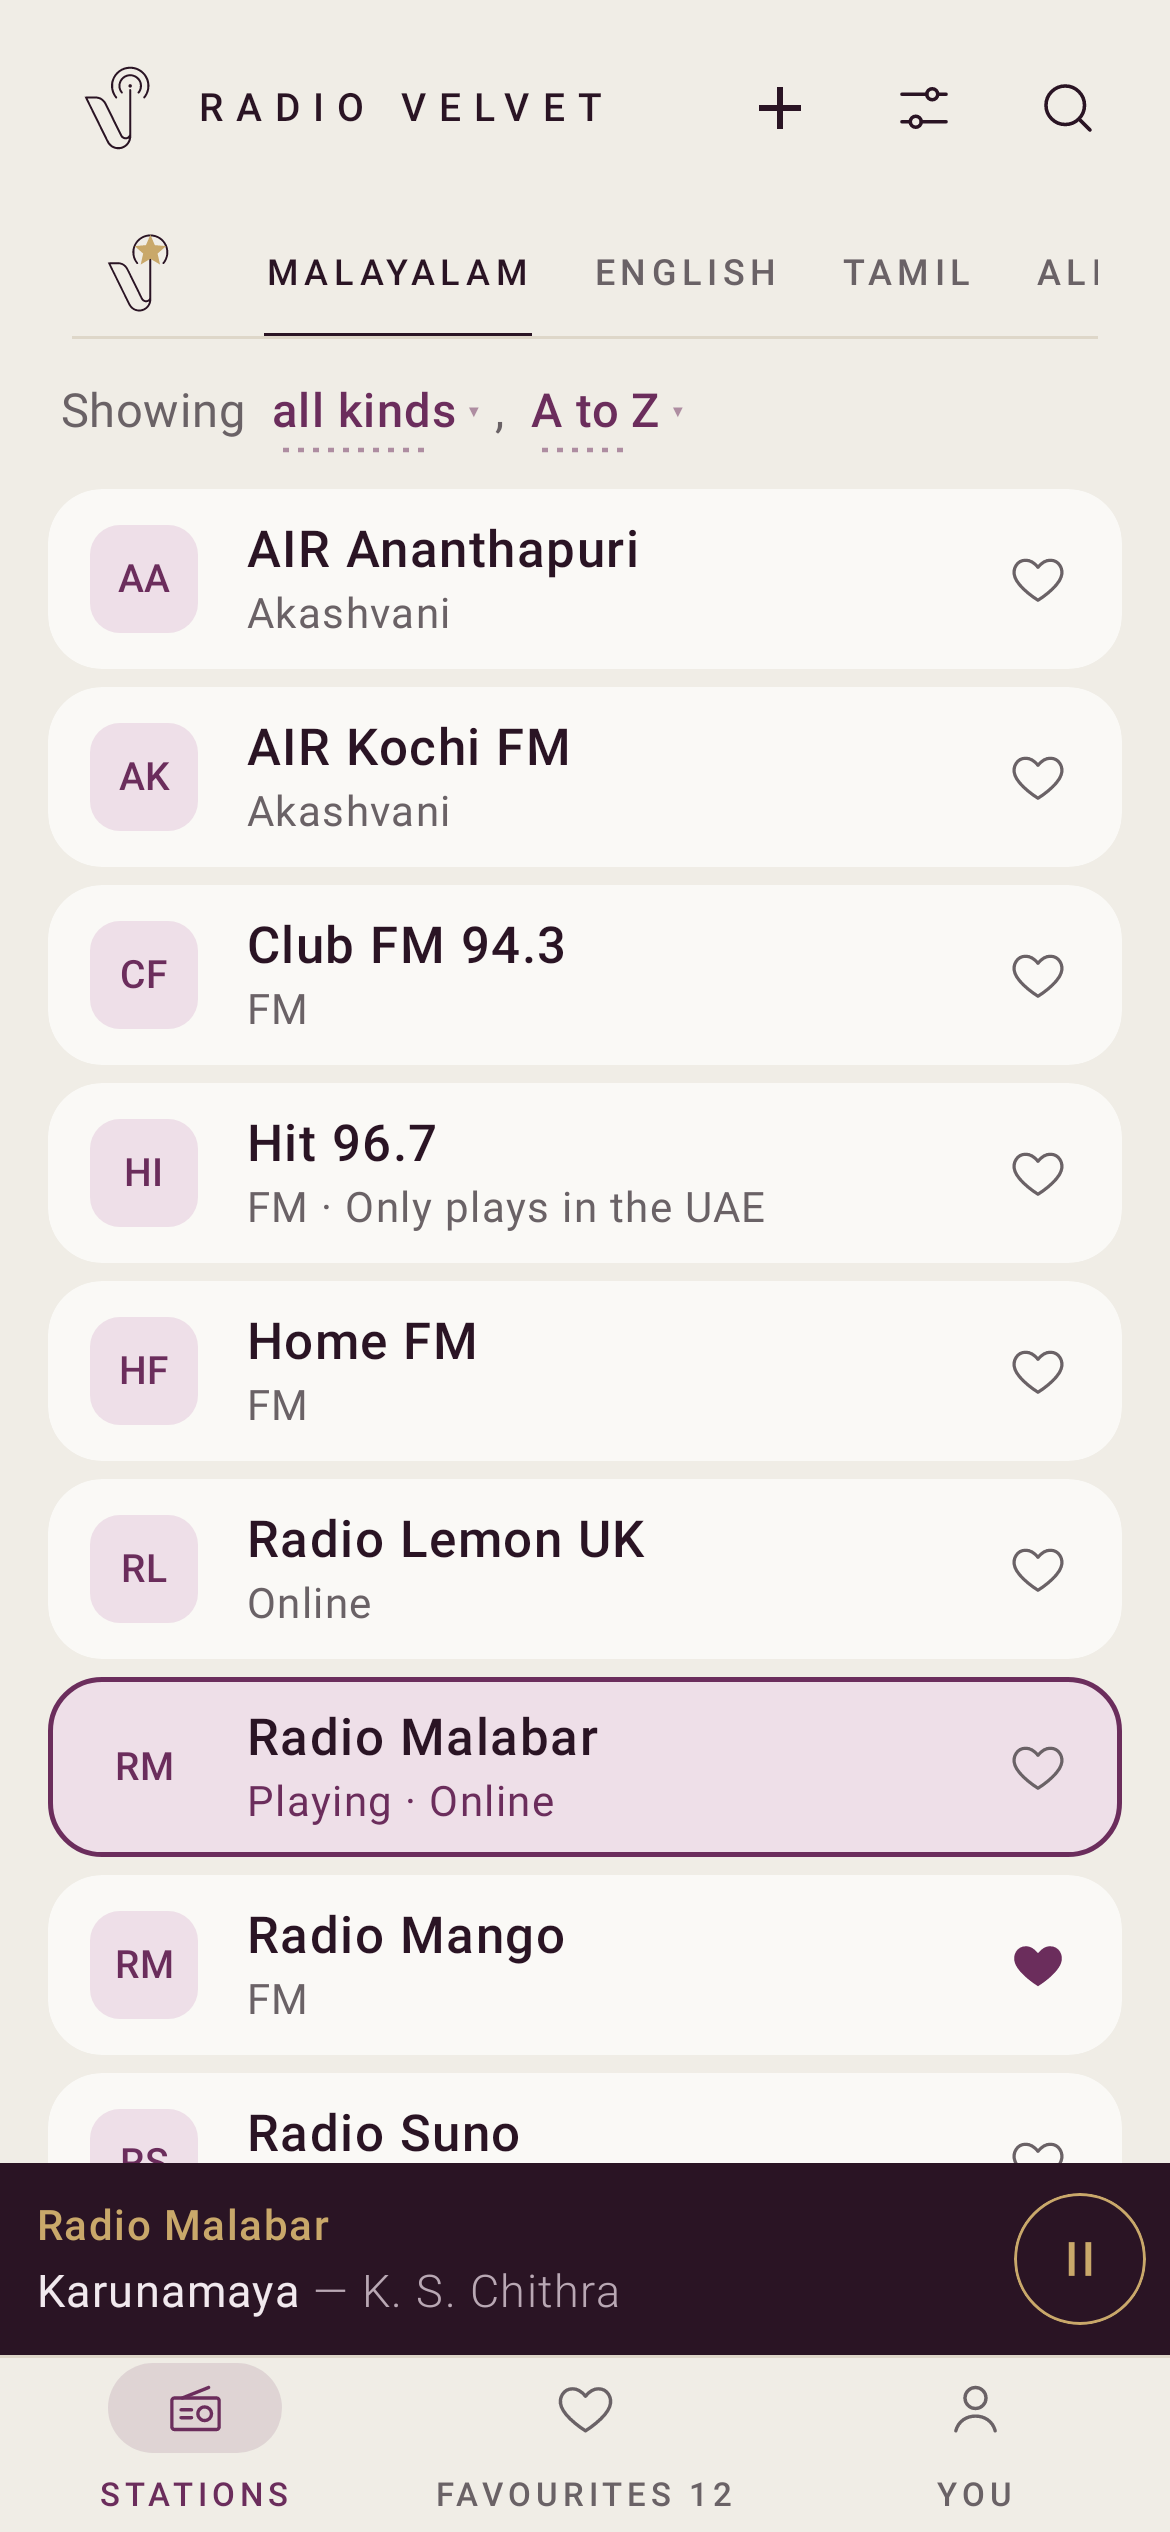 RADIO VELVET
MALAYALAM ENGLISH TAMIL
Showing all kinds ▾ , A to Z ▾
AA
AIR Ananthapuri
Akashvani
AK
AIR Kochi FM
Akashvani
CF
Club FM 94.3
FM
HI
Hit 96.7
FM · Only plays in the UAE
HF
Home FM
FM
RL
Radio Lemon UK
Online
RM
Radio Malabar
Playing · Online
RM
Radio Mango
FM
RS
Radio Suno
Radio Malabar
Karunamaya — K. S. Chithra
STATIONS FAVOURITES 12 YOU